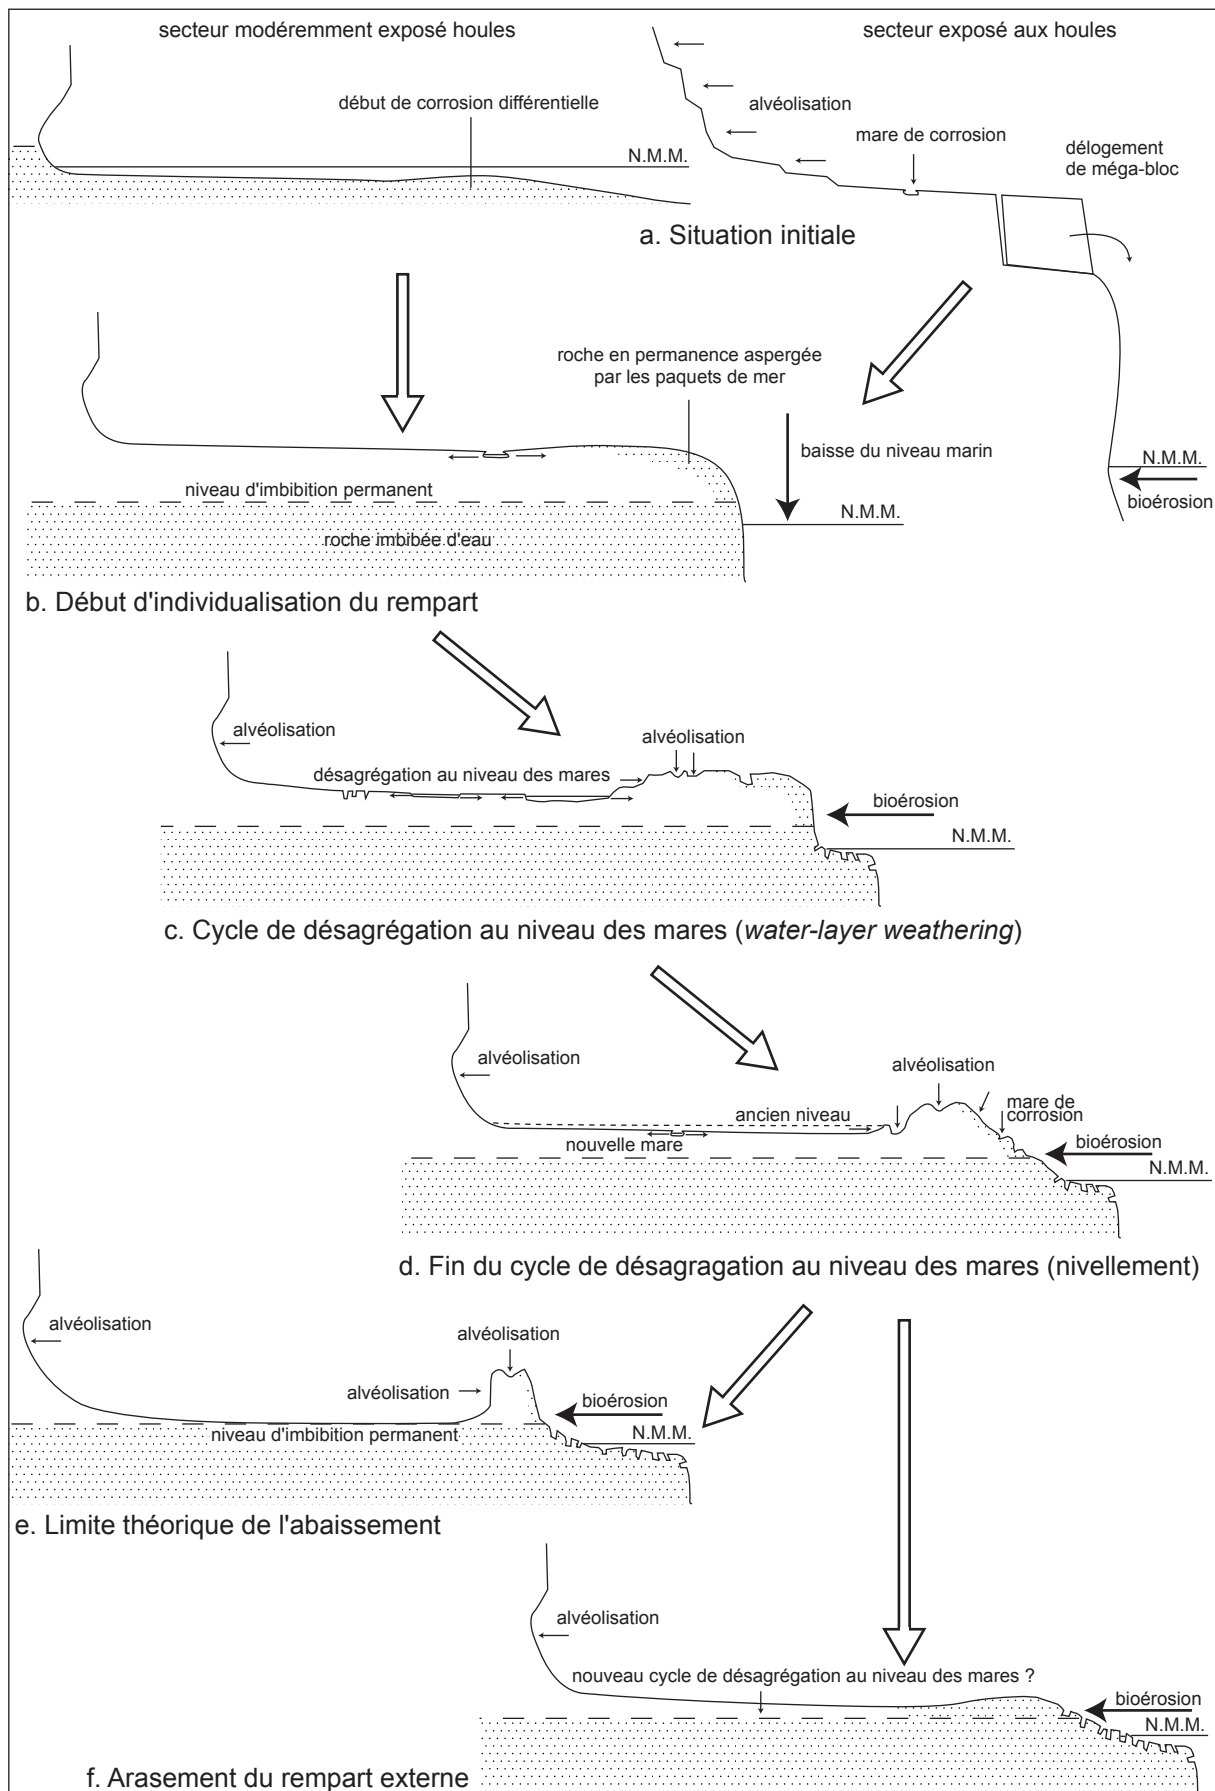 secteur modéremment exposé houles
secteur exposé aux houles
début de corrosion différentielle
alvéolisation
mare de corrosion
N.M.M.
délogement
de méga-bloc
a. Situation initiale
roche en permanence aspergée
par les paquets de mer
baisse du niveau marin
N.M.M.
bioérosion
niveau d'imbibition permanent
N.M.M.
roche imbibée d'eau
b. Début d'individualisation du rempart
alvéolisation
alvéolisation
désagrégation au niveau des mares
bioérosion
N.M.M.
c. Cycle de désagrégation au niveau des mares (water-layer weathering)
alvéolisation
alvéolisation
ancien niveau
mare de
corrosion
nouvelle mare
bioérosion
N.M.M.
d. Fin du cycle de désagragation au niveau des mares (nivellement)
alvéolisation
alvéolisation
alvéolisation
bioérosion
niveau d'imbibition permanent
N.M.M.
e. Limite théorique de l'abaissement
alvéolisation
nouveau cycle de désagrégation au niveau des mares ?
bioérosion
N.M.M.
f. Arasement du rempart externe